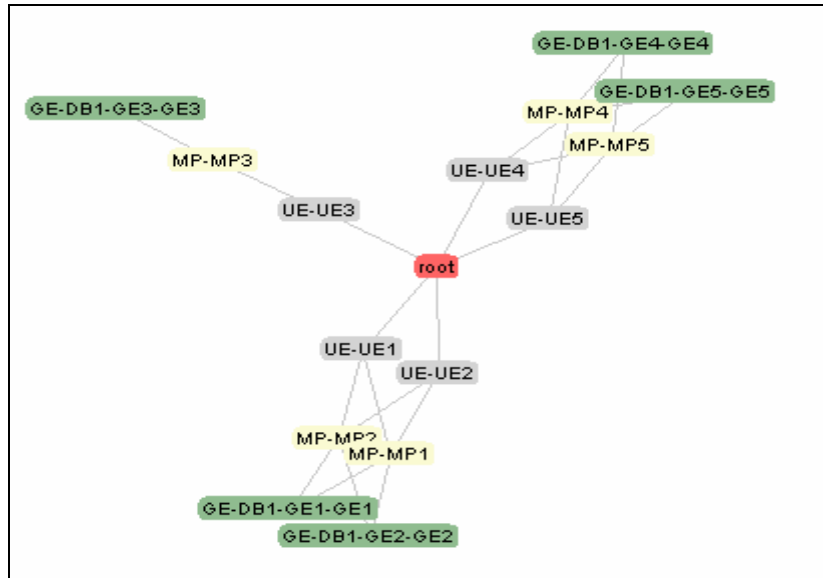 GE-DB1-GE4-GE4
GE-DB1-GE5-GE5
GE-DB1-GE3-GE3
MP-MP4
MP-MP5
MP-MP3
UE-UE4
UE-UE3
UE-UE5
root
UE-UE1
UE-UE2
MP-MP2
MP-MP1
GE-DB1-GE1-GE1
GE-DB1-GE2-GE2